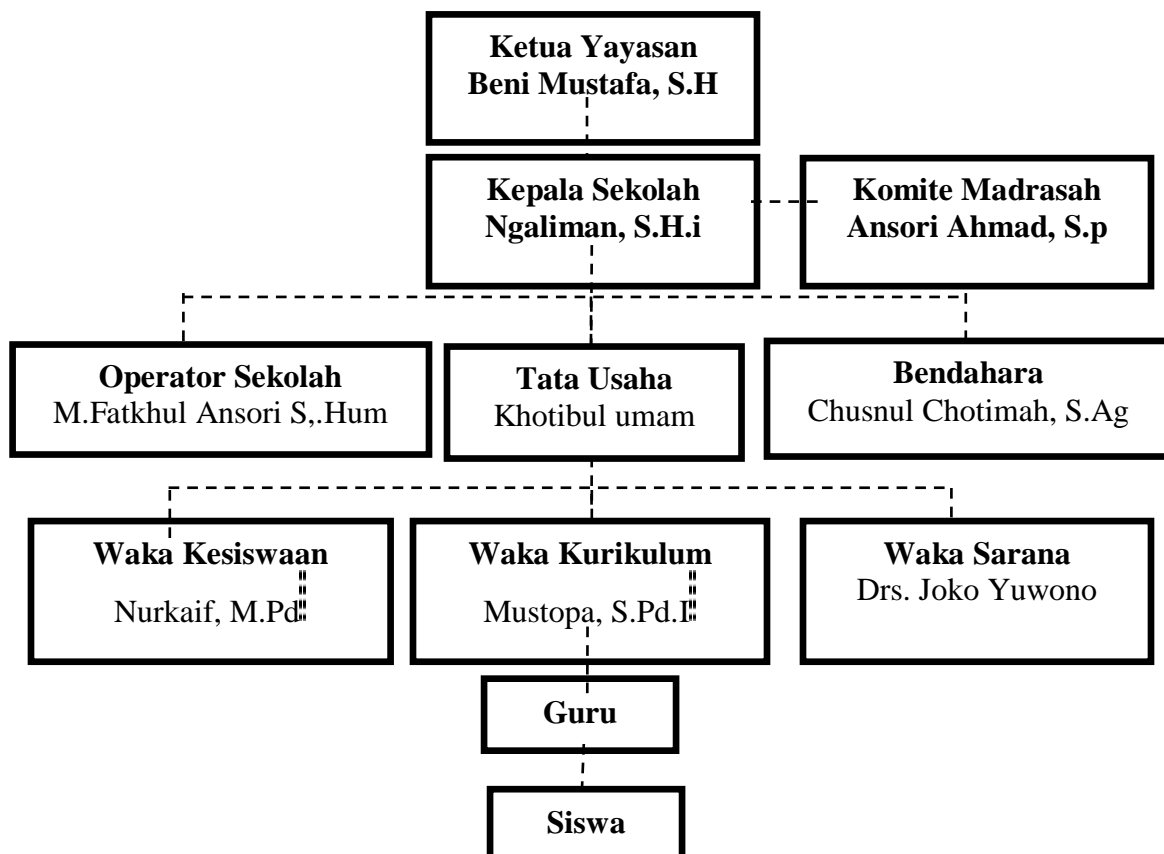 Ketua Yayasan
Beni Mustafa, S.H
Kepala Sekolah
Ngaliman, S.H.i
Komite Madrasah
Ansori Ahmad, S.p
Operator Sekolah
M.Fatkhul Ansori S,.Hum
Tata Usaha
Khotibul umam
Bendahara
Chusnul Chotimah, S.Ag
Waka Kesiswaan
Nurkaif, M.Pd
Waka Kurikulum
Mustopa, S.Pd.I
Waka Sarana
Drs. Joko Yuwono
Guru
Siswa